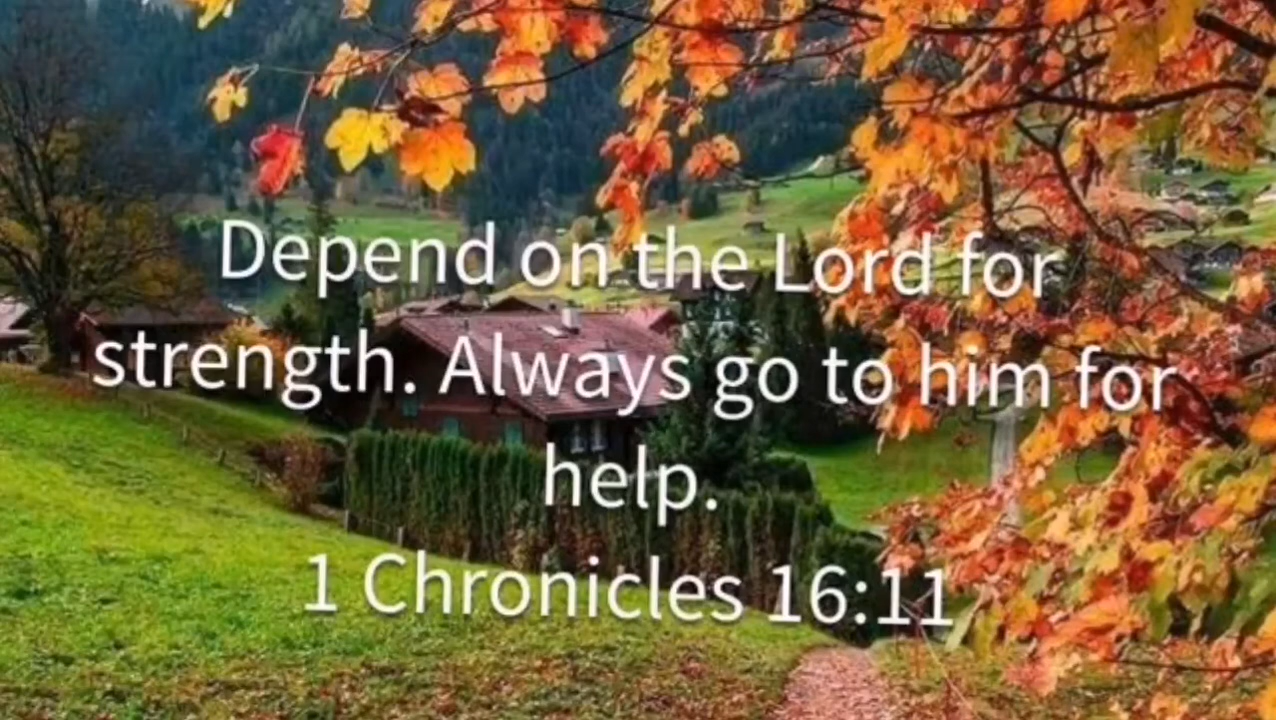 Depend on the Lord for
strength. Always go to him for
help.
1 Chronicles 16:11